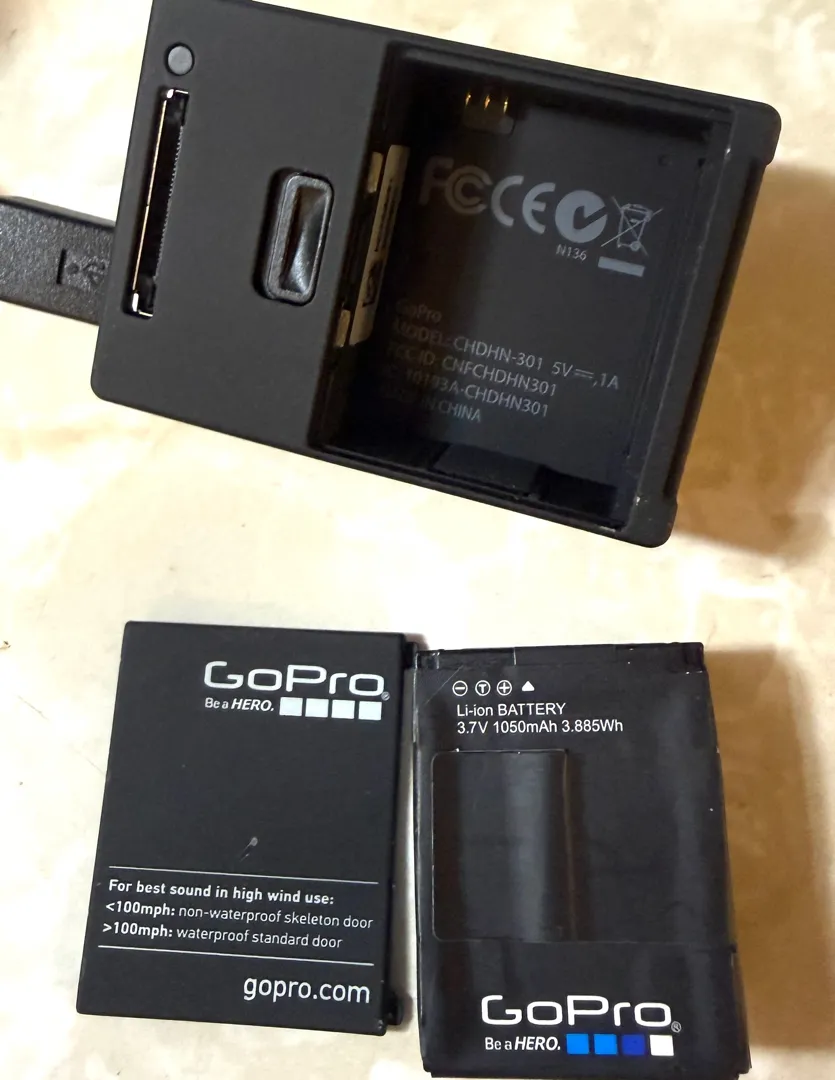 FC CE
N136
GoPro
MODEL: CHDHN-301 5V⎓,1A
FCC ID CNFCHDHN301
IC: 10193A-CHDHN301
MADE IN CHINA
GoPro®
Be a HERO.
For best sound in high wind use:
<100mph: non-waterproof skeleton door
>100mph: waterproof standard door
gopro.com
- T +
Li-ion BATTERY
3.7V 1050mAh 3.885Wh
GoPro®
Be a HERO.